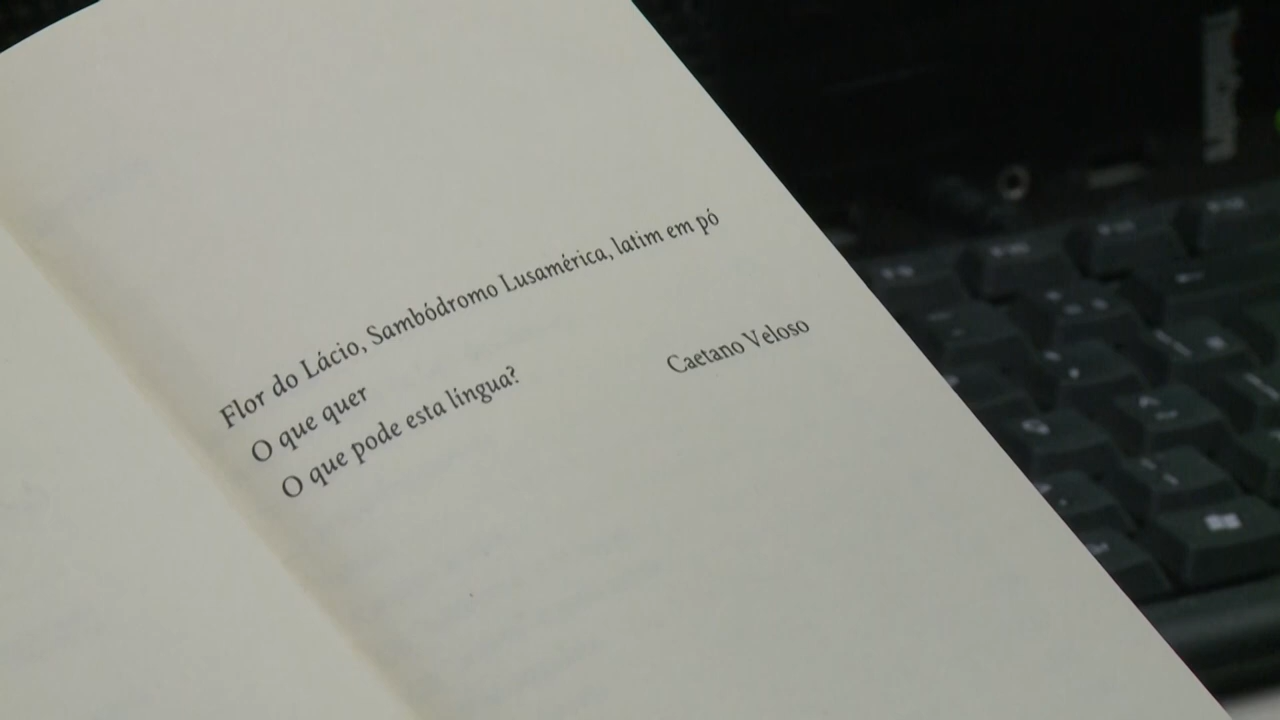 Flor do Lácio, Sambódromo Lusamérica, latim em pó
O que quer
O que pode esta língua?
Caetano Veloso